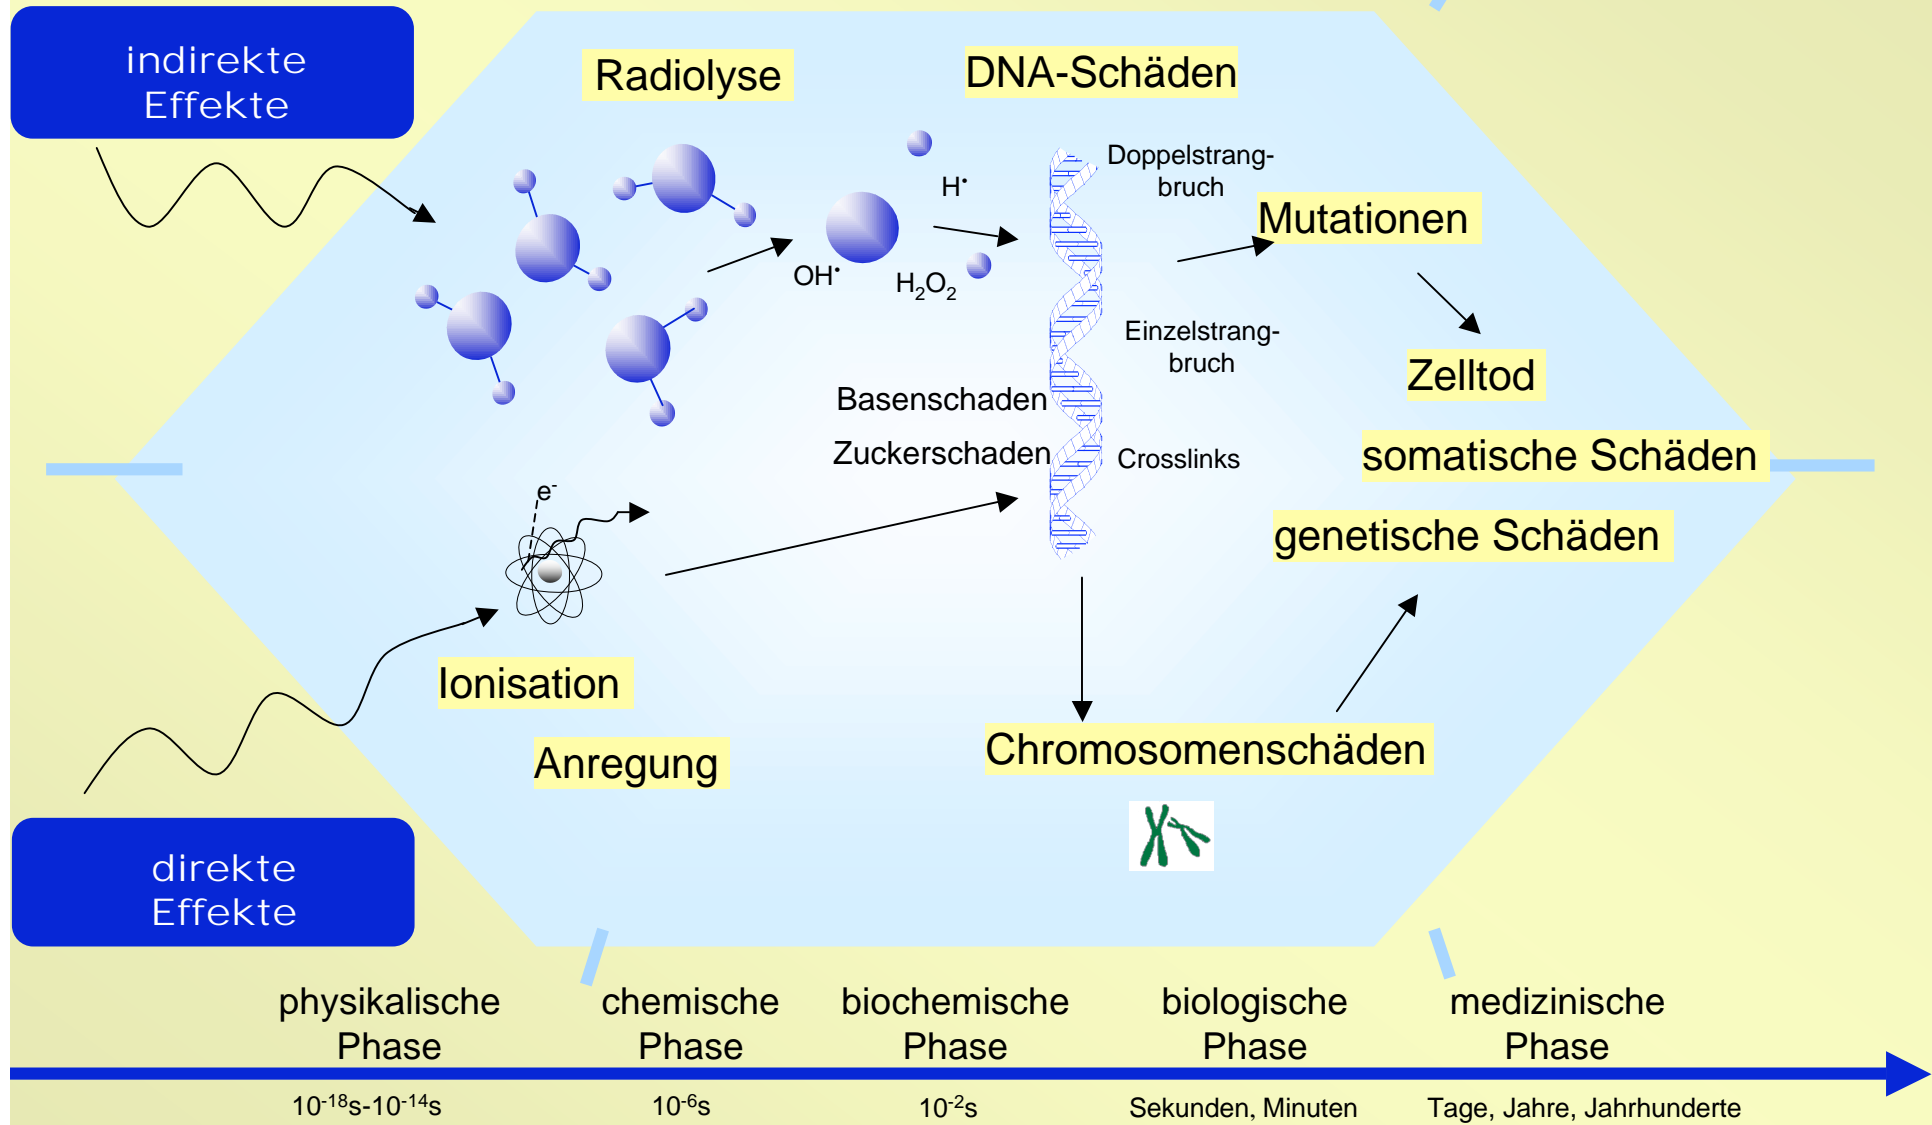 indirekte
Effekte
Radiolyse
DNA-Schäden
Doppelstrang-
bruch
H•
OH•
H₂O₂
Mutationen
Einzelstrang-
bruch
Zelltod
Basenschaden
Zuckerschaden
Crosslinks
somatische Schäden
e⁻
genetische Schäden
Ionisation
Anregung
Chromosomenschäden
direkte
Effekte
physikalische
Phase
chemische
Phase
biochemische
Phase
biologische
Phase
medizinische
Phase
10⁻¹⁸s-10⁻¹⁴s
10⁻⁶s
10⁻²s
Sekunden, Minuten
Tage, Jahre, Jahrhunderte